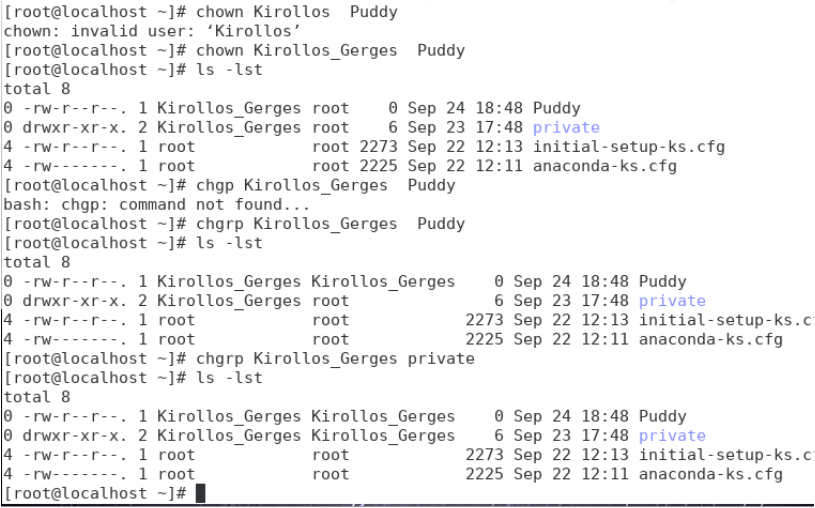 [root@localhost ~]# chown Kirollos  Puddy
chown: invalid user: ‘Kirollos’
[root@localhost ~]# chown Kirollos_Gerges  Puddy
[root@localhost ~]# ls -lst
total 8
0 -rw-r--r--. 1 Kirollos_Gerges root    0 Sep 24 18:48 Puddy
0 drwxr-xr-x. 2 Kirollos_Gerges root    6 Sep 23 17:48 private
4 -rw-r--r--. 1 root            root 2273 Sep 22 12:13 initial-setup-ks.cfg
4 -rw-------. 1 root            root 2225 Sep 22 12:11 anaconda-ks.cfg
[root@localhost ~]# chgp Kirollos_Gerges  Puddy
bash: chgp: command not found...
[root@localhost ~]# chgrp Kirollos_Gerges  Puddy
[root@localhost ~]# ls -lst
total 8
0 -rw-r--r--. 1 Kirollos_Gerges Kirollos_Gerges    0 Sep 24 18:48 Puddy
0 drwxr-xr-x. 2 Kirollos_Gerges root               6 Sep 23 17:48 private
4 -rw-r--r--. 1 root            root            2273 Sep 22 12:13 initial-setup-ks.c
4 -rw-------. 1 root            root            2225 Sep 22 12:11 anaconda-ks.cfg
[root@localhost ~]# chgrp Kirollos_Gerges private
[root@localhost ~]# ls -lst
total 8
0 -rw-r--r--. 1 Kirollos_Gerges Kirollos_Gerges    0 Sep 24 18:48 Puddy
0 drwxr-xr-x. 2 Kirollos_Gerges Kirollos_Gerges    6 Sep 23 17:48 private
4 -rw-r--r--. 1 root            root            2273 Sep 22 12:13 initial-setup-ks.c
4 -rw-------. 1 root            root            2225 Sep 22 12:11 anaconda-ks.cfg
[root@localhost ~]#